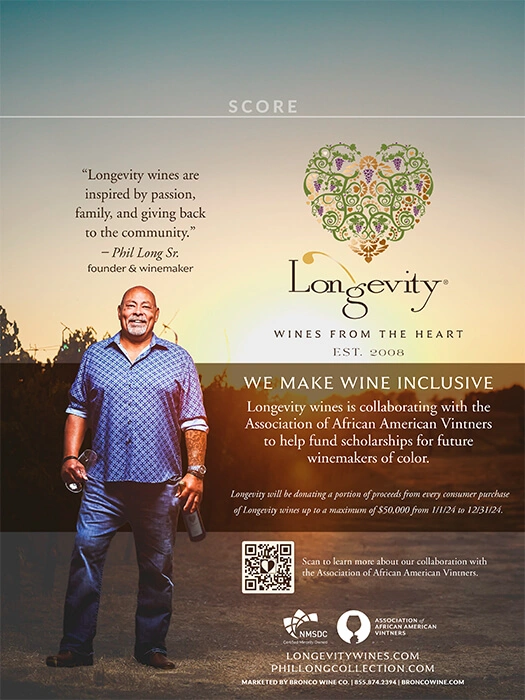 SCORE
“Longevity wines are
inspired by passion,
family, and giving back
to the community.”
– Phil Long Sr.
founder & winemaker
Longevity®
WINES FROM THE HEART
EST. 2008
WE MAKE WINE INCLUSIVE
Longevity wines is collaborating with the
Association of African American Vintners
to help fund scholarships for future
winemakers of color.
Longevity will be donating a portion of proceeds from every consumer purchase
of Longevity wines up to a maximum of $50,000 from 1/1/24 to 12/31/24.
Scan to learn more about our collaboration with
the Association of African American Vintners.
NMSDC
Certified Minority Owned
ASSOCIATION of
AFRICAN AMERICAN
VINTNERS
LONGEVITYWINES.COM
PHILLONGCOLLECTION.COM
MARKETED BY BRONCO WINE CO. | 855.874.2394 | BRONCOWINE.COM